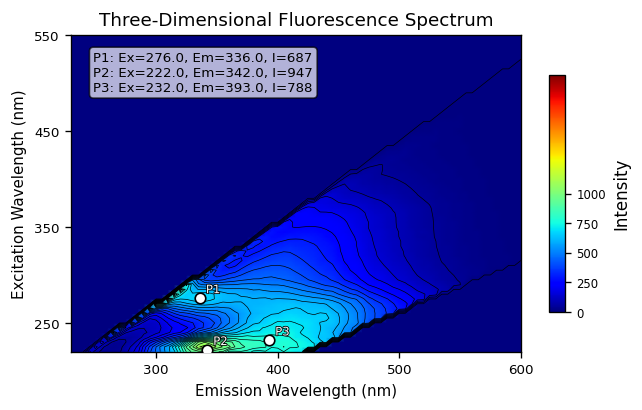 Three-Dimensional Fluorescence Spectrum
P1: Ex=276.0, Em=336.0, I=687
P2: Ex=222.0, Em=342.0, I=947
P3: Ex=232.0, Em=393.0, I=788
550
450
350
250
Excitation Wavelength (nm)
P1
P2
P3
300
400
500
600
Emission Wavelength (nm)
1000
750
500
250
0
Intensity